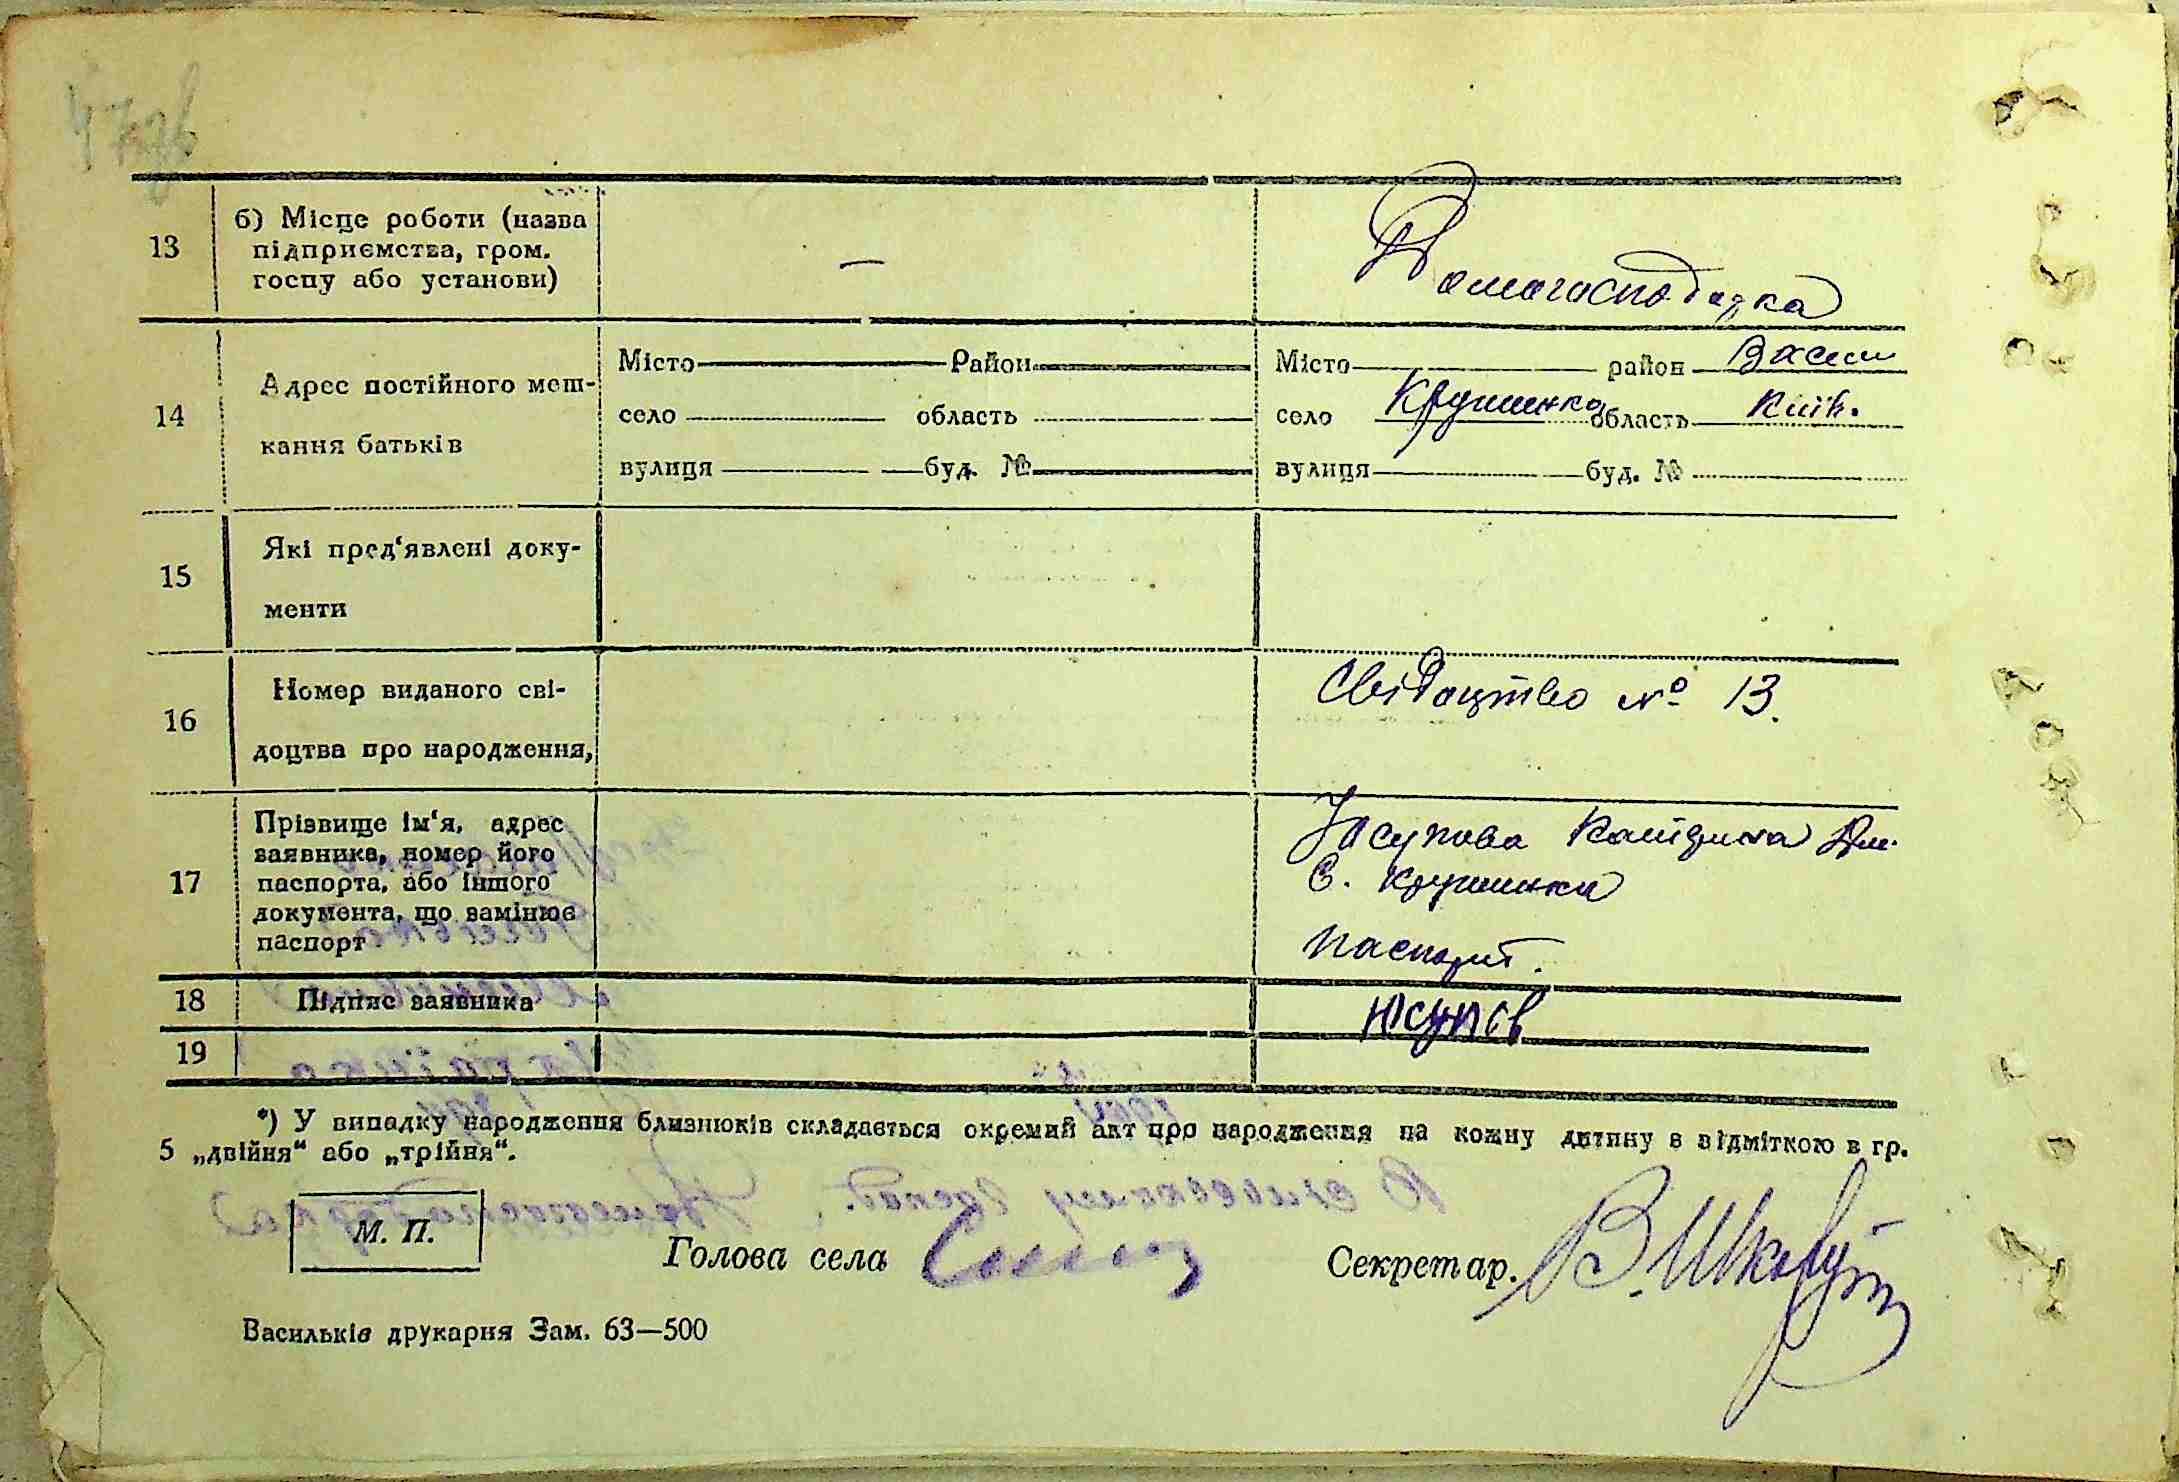 47зв
13
б) Місце роботи (назва
підприємства, гром.
госпу або установи)
—
Домогосподарка
14
Адрес постійного меш-
кання батьків
Місто Район
село область
вулиця буд. №
Місто район Васил
село Крушинка область Київ.
вулиця буд. №
15
Які пред‘явлені доку-
менти
16
Номер виданого сві-
доцтва про народження,
Свідоцтво № 13.
17
Прізвище ім‘я, адрес
заявника, номер його
паспорта, або іншого
документа, що замінює
паспорт
Юсупова Катерина
с. Крушинка
паспорт.
18
Підпис заявника
Юсупов
19
*) У випадку народження близнюків складається окремий акт про народження на кожну дитину з відміткою в гр.
5 „двійня“ або „трійня“.
М. П.
Голова села
Секретар.
Васильків друкарня Зам. 63—500